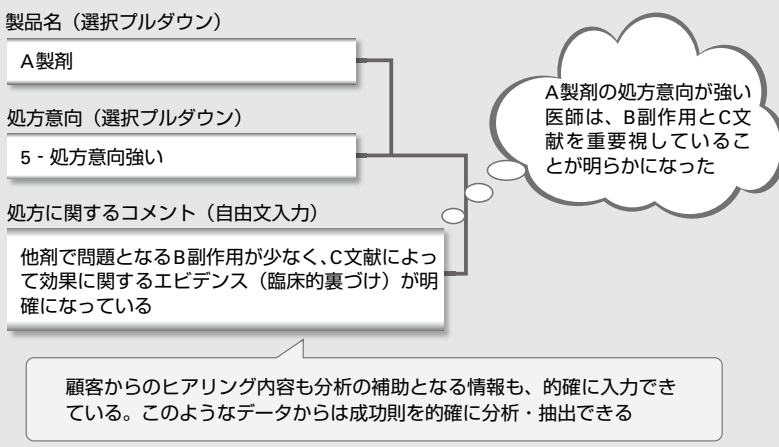 製品名（選択プルダウン）
A製剤
処方意向（選択プルダウン）
5 - 処方意向強い
処方に関するコメント（自由文入力）
他剤で問題となるB副作用が少なく、C文献によっ
て効果に関するエビデンス（臨床的裏づけ）が明
確になっている
A製剤の処方意向が強い
医師は、B副作用とC文
献を重要視しているこ
とが明らかになった
顧客からのヒアリング内容も分析の補助となる情報も、的確に入力でき
ている。このようなデータからは成功則を的確に分析・抽出できる